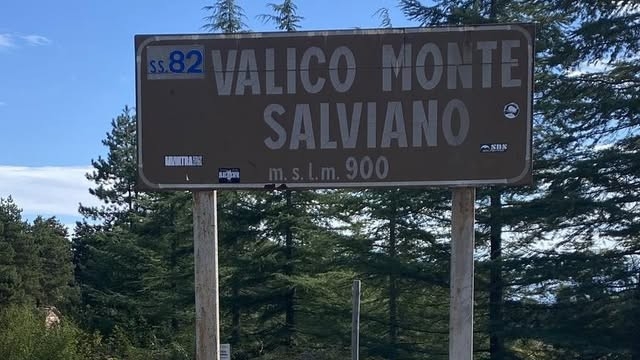 SS.82 VALICO MONTE
SALVIANO
m.s.l.m. 900